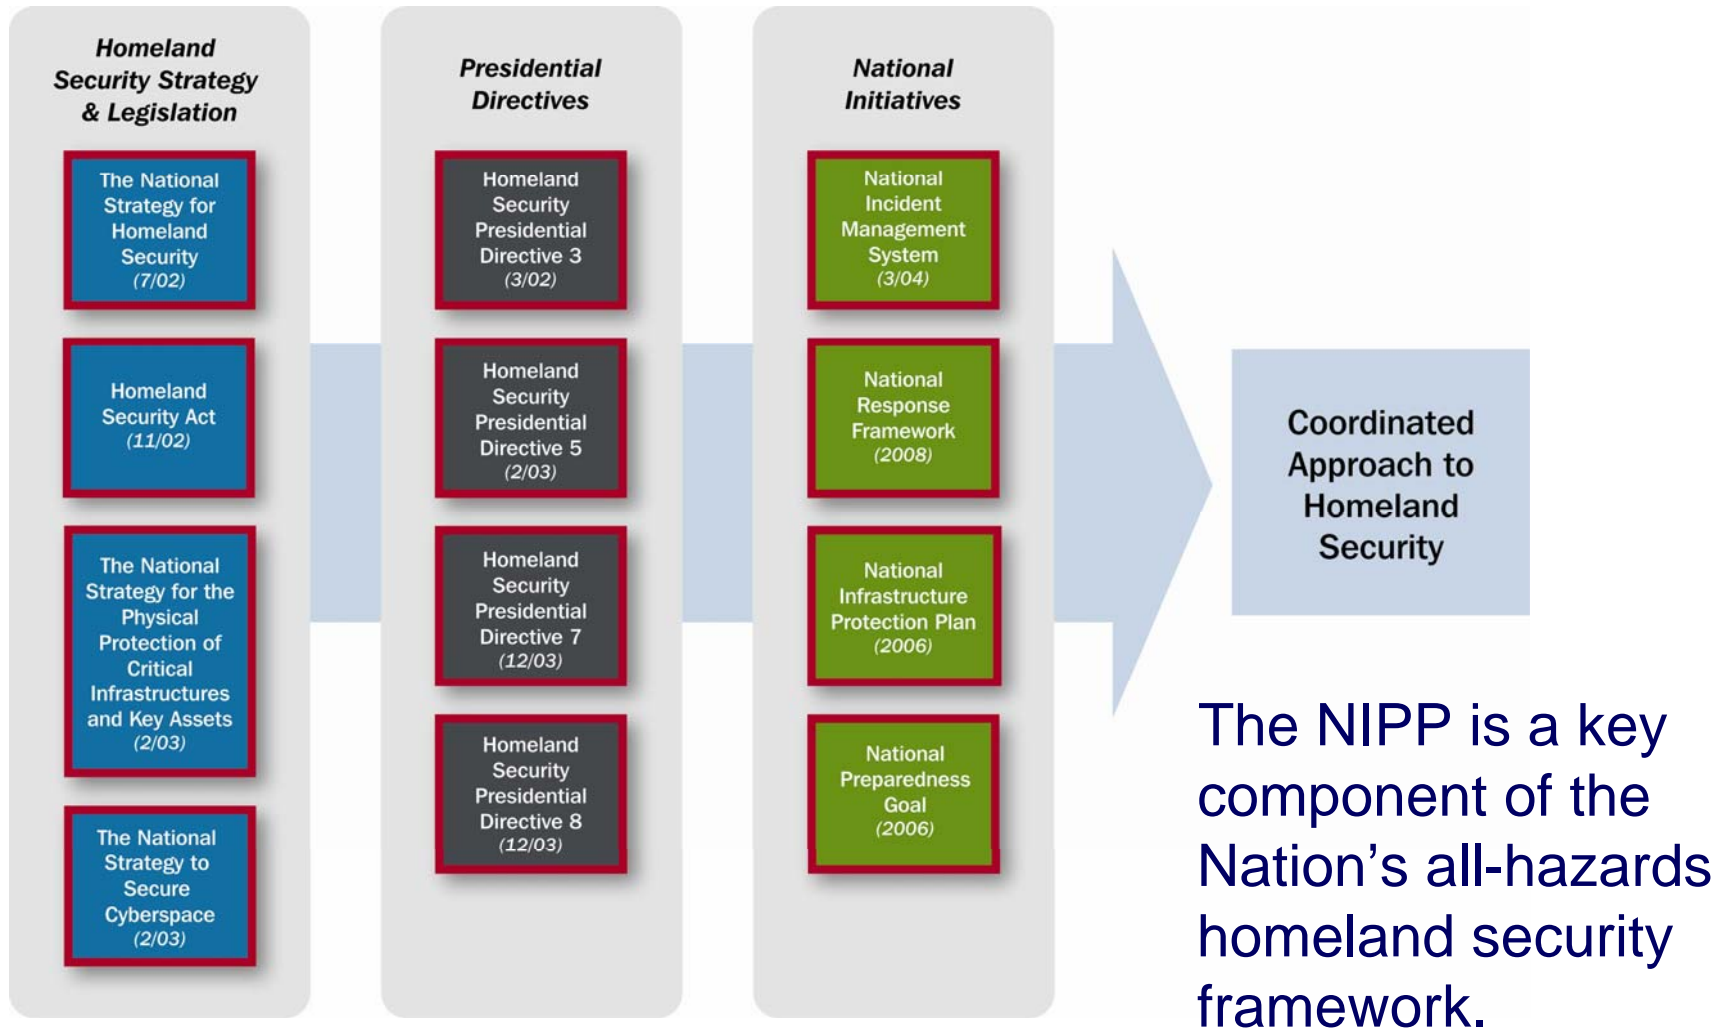 Homeland
Security Strategy
& Legislation
The National
Strategy for
Homeland
Security
(7/02)
Homeland
Security Act
(11/02)
The National
Strategy for the
Physical
Protection of
Critical
Infrastructures
and Key Assets
(2/03)
The National
Strategy to
Secure
Cyberspace
(2/03)
Presidential
Directives
Homeland
Security
Presidential
Directive 3
(3/02)
Homeland
Security
Presidential
Directive 5
(2/03)
Homeland
Security
Presidential
Directive 7
(12/03)
Homeland
Security
Presidential
Directive 8
(12/03)
National
Initiatives
National
Incident
Management
System
(3/04)
National
Response
Framework
(2008)
National
Infrastructure
Protection Plan
(2006)
National
Preparedness
Goal
(2006)
Coordinated
Approach to
Homeland
Security
The NIPP is a key
component of the
Nation’s all-hazards
homeland security
framework.